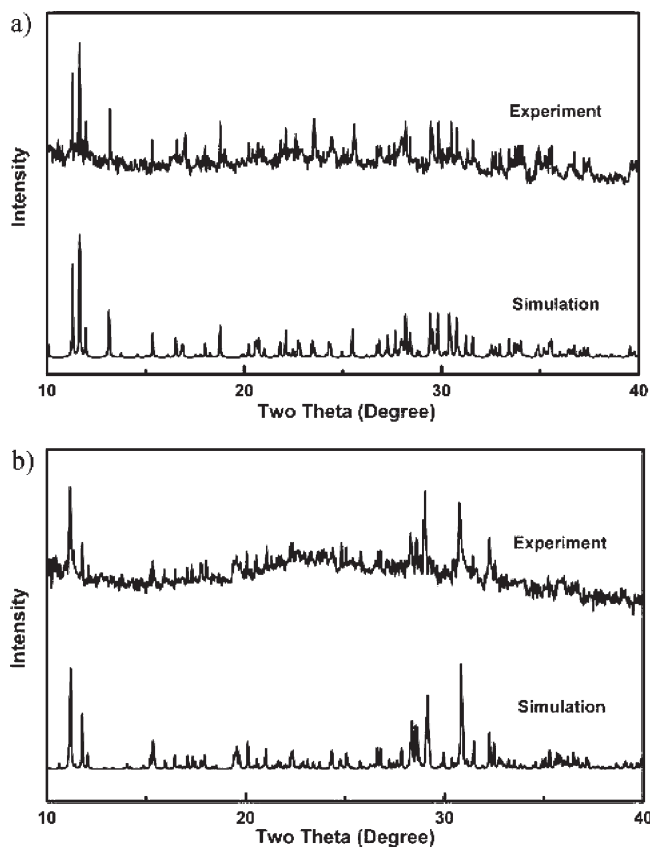 a)
Experiment
Intensity
Simulation
10 20 30 40
Two Theta (Degree)
b)
Experiment
Intensity
Simulation
10 20 30 40
Two Theta (Degree)